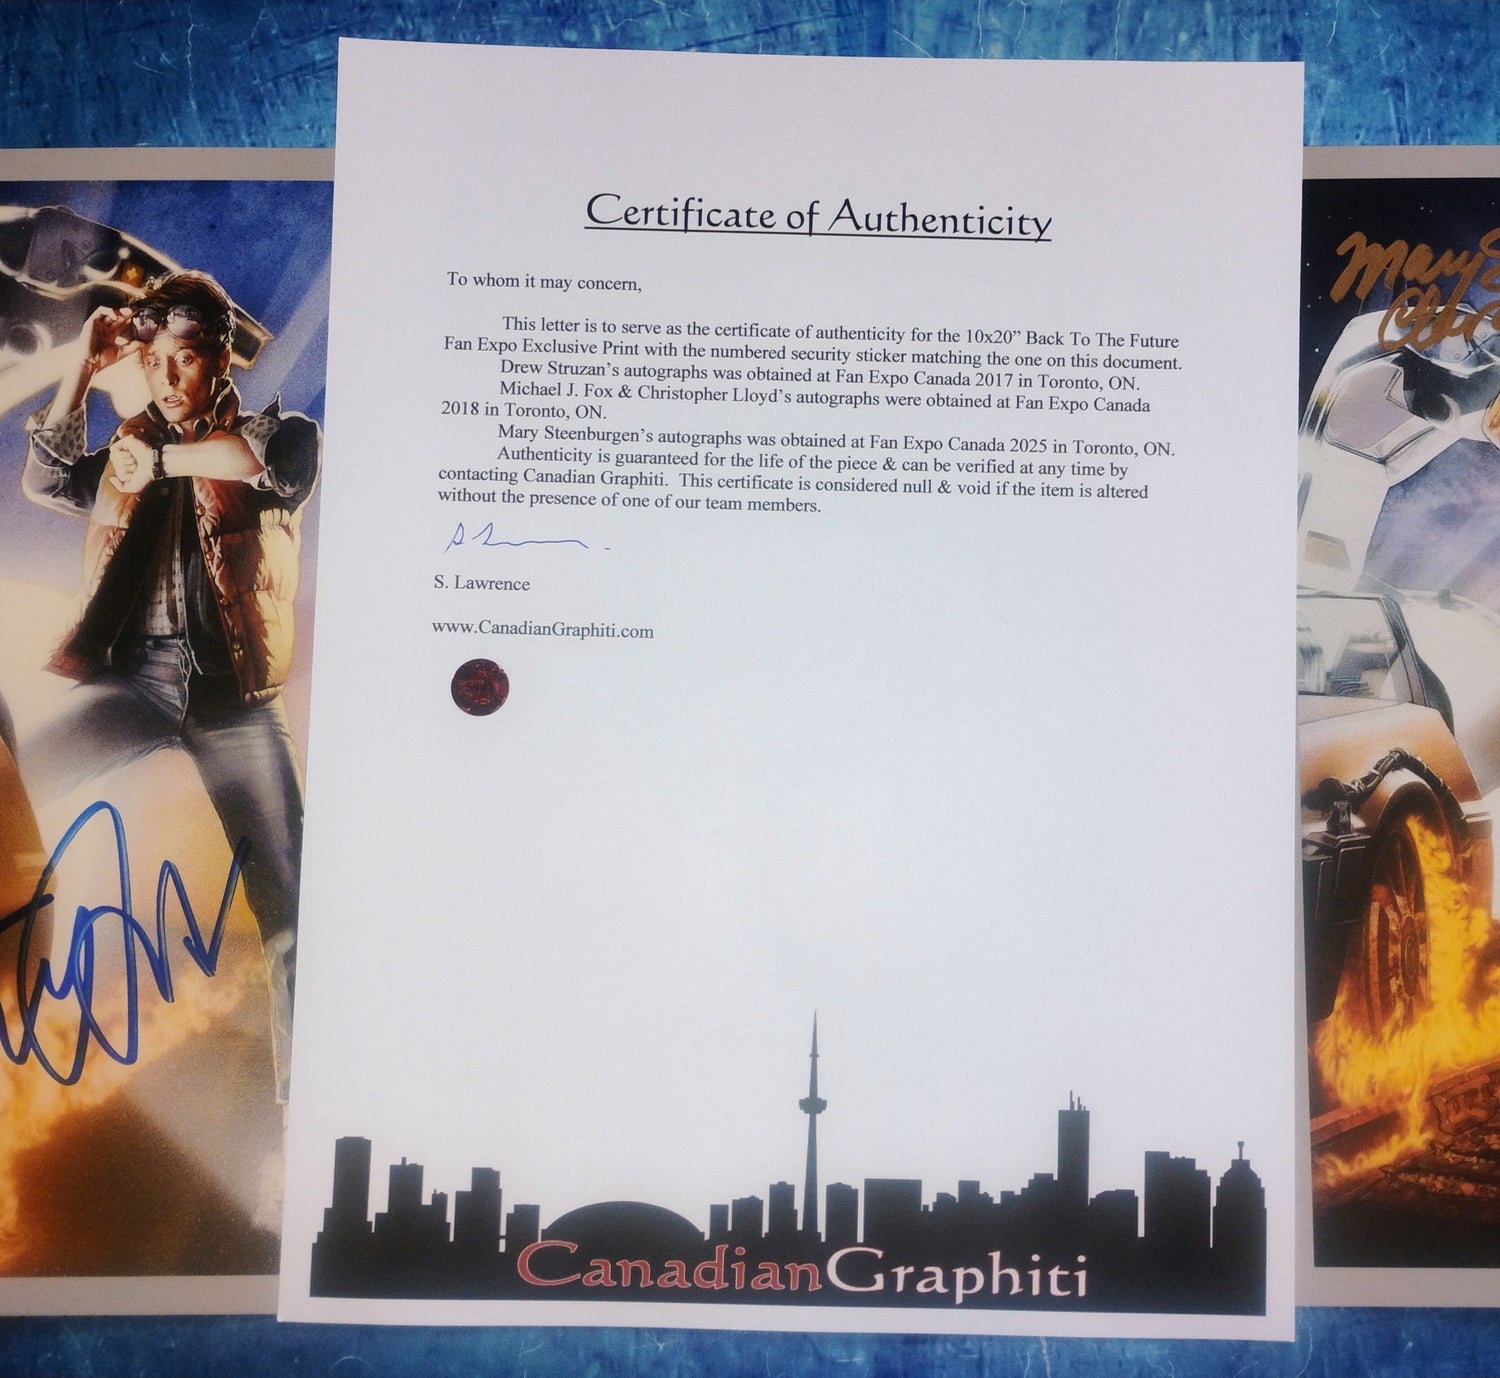 Certificate of Authenticity
To whom it may concern,
This letter is to serve as the certificate of authenticity for the 10x20” Back To The Future
Fan Expo Exclusive Print with the numbered security sticker matching the one on this document.
Drew Struzan’s autographs was obtained at Fan Expo Canada 2017 in Toronto, ON.
Michael J. Fox & Christopher Lloyd’s autographs were obtained at Fan Expo Canada
2018 in Toronto, ON.
Mary Steenburgen’s autographs was obtained at Fan Expo Canada 2025 in Toronto, ON.
Authenticity is guaranteed for the life of the piece & can be verified at any time by
contacting Canadian Graphiti. This certificate is considered null & void if the item is altered
without the presence of one of our team members.
S. Lawrence
www.CanadianGraphiti.com
CanadianGraphiti
Mary